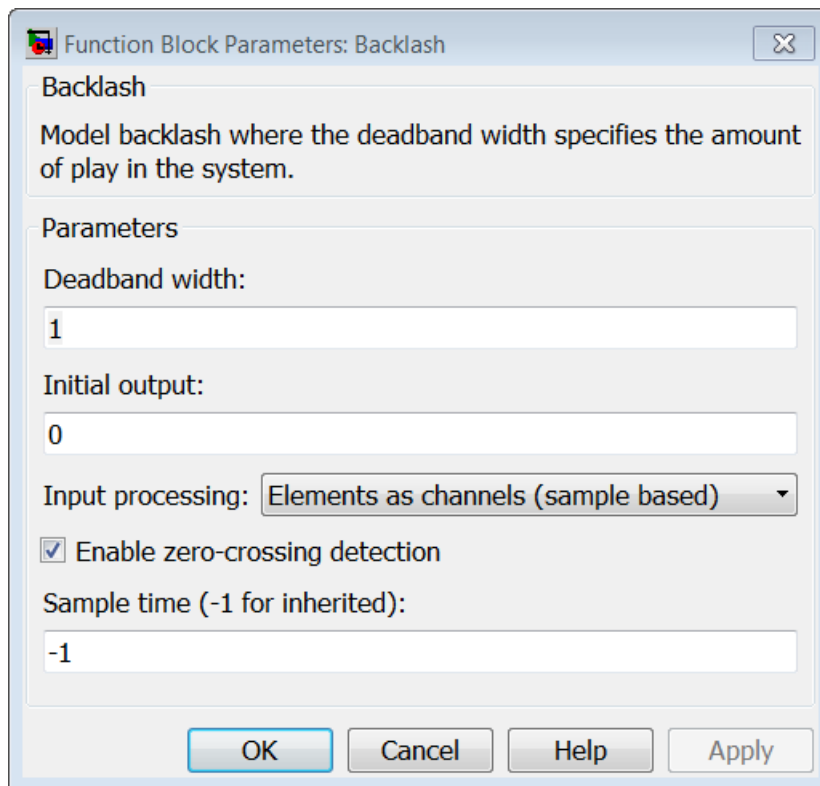 Function Block Parameters: Backlash
Backlash
Model backlash where the deadband width specifies the amount
of play in the system.
Parameters
Deadband width:
1
Initial output:
0
Input processing: Elements as channels (sample based)
Enable zero-crossing detection
Sample time (-1 for inherited):
-1
OK Cancel Help Apply